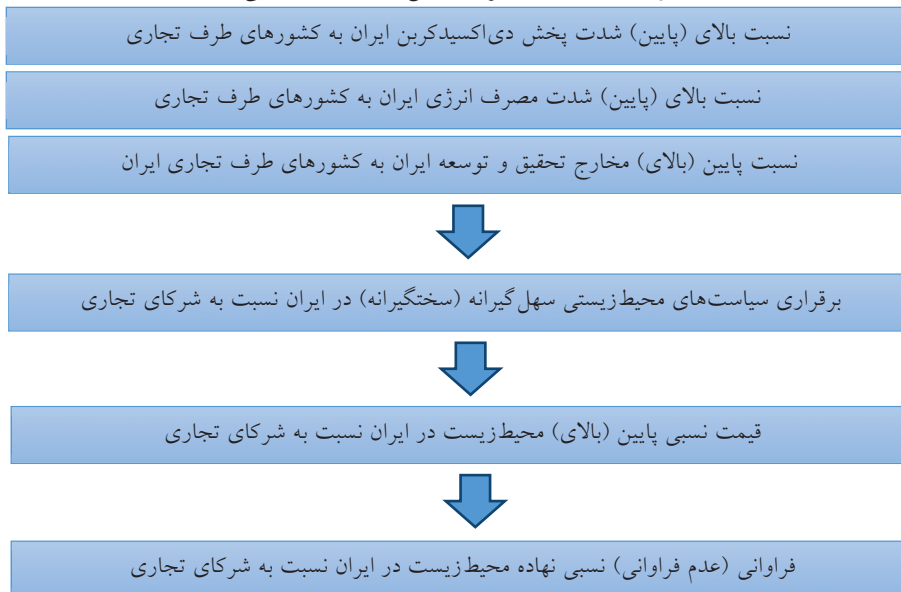 نسبت بالای (پایین) شدت پخش دی‌اکسیدکربن ایران به کشورهای طرف تجاری
نسبت بالای (پایین) شدت مصرف انرژی ایران به کشورهای طرف تجاری
نسبت پایین (بالای) مخارج تحقیق و توسعه ایران به کشورهای طرف تجاری ایران
برقراری سیاست‌های محیط‌زیستی سهل‌گیرانه (سختگیرانه) در ایران نسبت به شرکای تجاری
قیمت نسبی پایین (بالای) محیط‌زیست در ایران نسبت به شرکای تجاری
فراوانی (عدم فراوانی) نسبی نهاده محیط‌زیست در ایران نسبت به شرکای تجاری